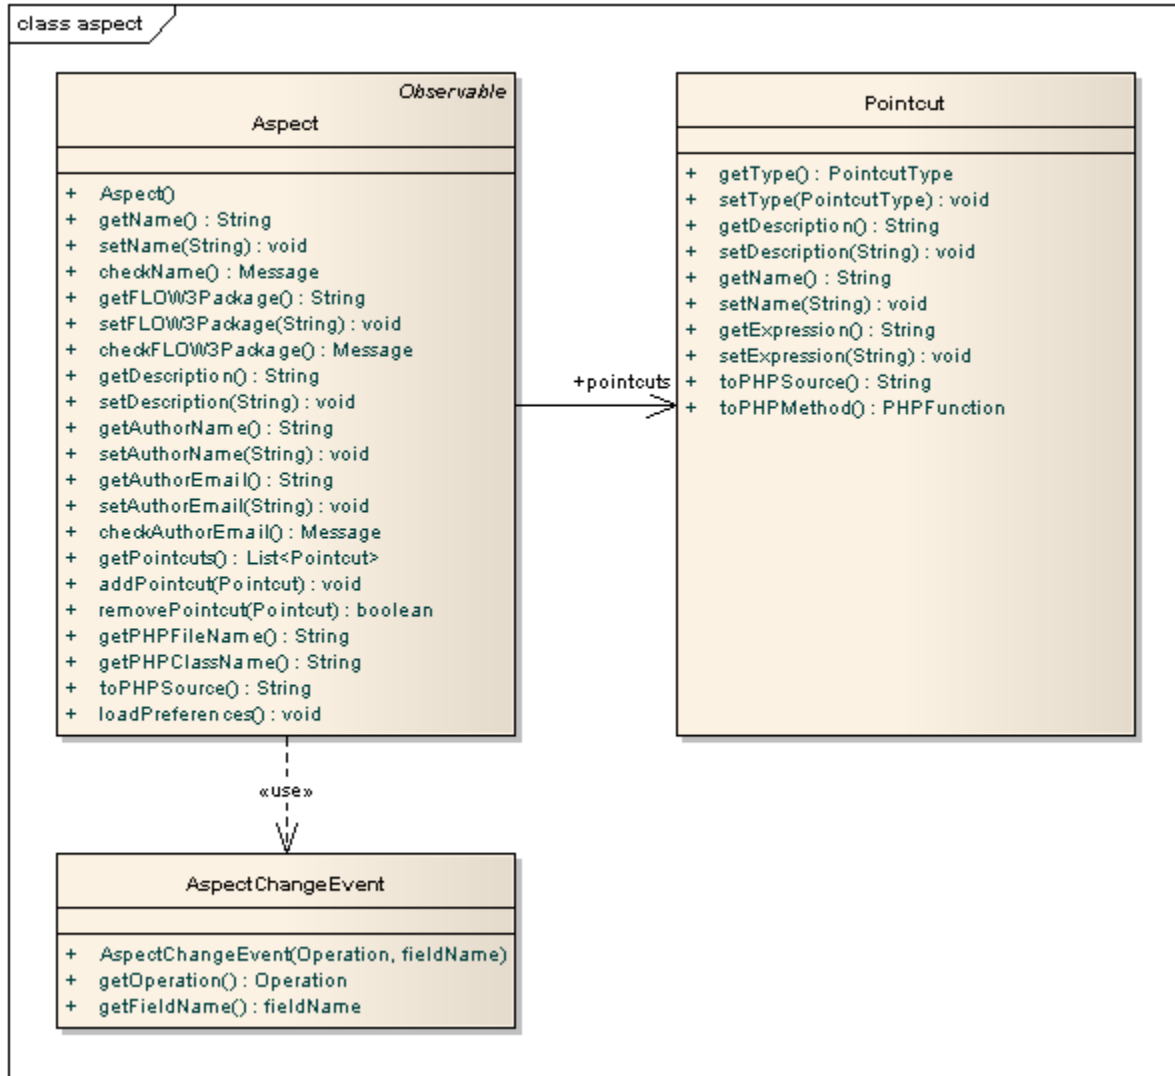 class aspect
Observable
Aspect
+ Aspect()
+ getName() : String
+ setName(String) : void
+ checkName() : Message
+ getFLOW3Package() : String
+ setFLOW3Package(String) : void
+ checkFLOW3Package() : Message
+ getDescription() : String
+ setDescription(String) : void
+ getAuthorName() : String
+ setAuthorName(String) : void
+ getAuthorEmail() : String
+ setAuthorEmail(String) : void
+ checkAuthorEmail() : Message
+ getPointcuts() : List<Pointcut>
+ addPointcut(Pointcut) : void
+ removePointcut(Pointcut) : boolean
+ getPHPFileName() : String
+ getPHPClassName() : String
+ toPHPSource() : String
+ loadPreferences() : void
+pointcuts
Pointcut
+ getType() : PointcutType
+ setType(PointcutType) : void
+ getDescription() : String
+ setDescription(String) : void
+ getName() : String
+ setName(String) : void
+ getExpression() : String
+ setExpression(String) : void
+ toPHPSource() : String
+ toPHPMethod() : PHPFunction
«use»
AspectChangeEvent
+ AspectChangeEvent(Operation, fieldName)
+ getOperation() : Operation
+ getFieldName() : fieldName